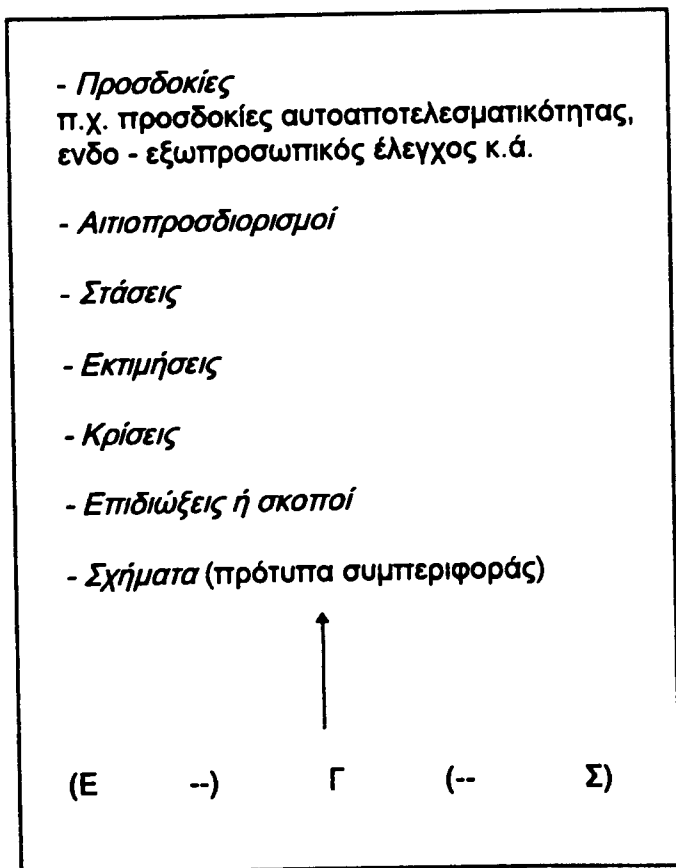 - Προσδοκίες
π.χ. προσδοκίες αυτοαποτελεσματικότητας,
ενδο - εξωπροσωπικός έλεγχος κ.ά.
- Αιτιοπροσδιορισμοί
- Στάσεις
- Εκτιμήσεις
- Κρίσεις
- Επιδιώξεις ή σκοποί
- Σχήματα (πρότυπα συμπεριφοράς)
(Ε --) Γ (-- Σ)